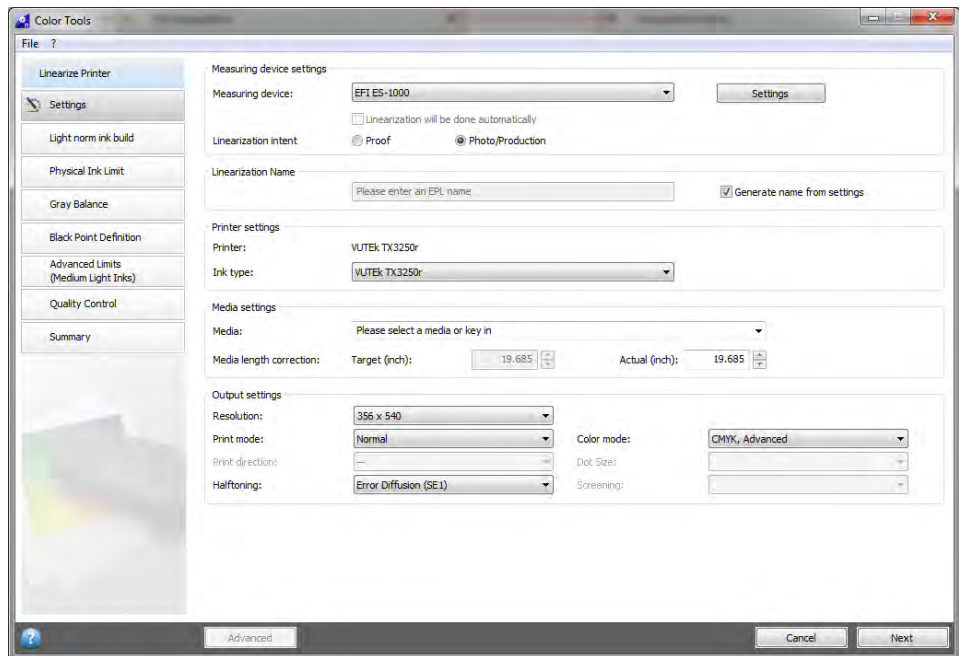 Color Tools
File ?
Linearize Printer
Settings
Light norm ink build
Physical Ink Limit
Gray Balance
Black Point Definition
Advanced Limits
(Medium Light Inks)
Quality Control
Summary
Measuring device settings
Measuring device: EFI ES-1000 Settings
Linearization will be done automatically
Linearization intent Proof Photo/Production
Linearization Name
Please enter an EPL name Generate name from settings
Printer settings
Printer: VUTEk TX3250r
Ink type: VUTEk TX3250r
Media settings
Media: Please select a media or key in
Media length correction: Target (inch): 19.685 Actual (inch): 19.685
Output settings
Resolution: 356 x 540
Print mode: Normal Color mode: CMYK, Advanced
Print direction: --- Dot Size:
Halftoning: Error Diffusion (SE1) Screening:
? Advanced Cancel Next